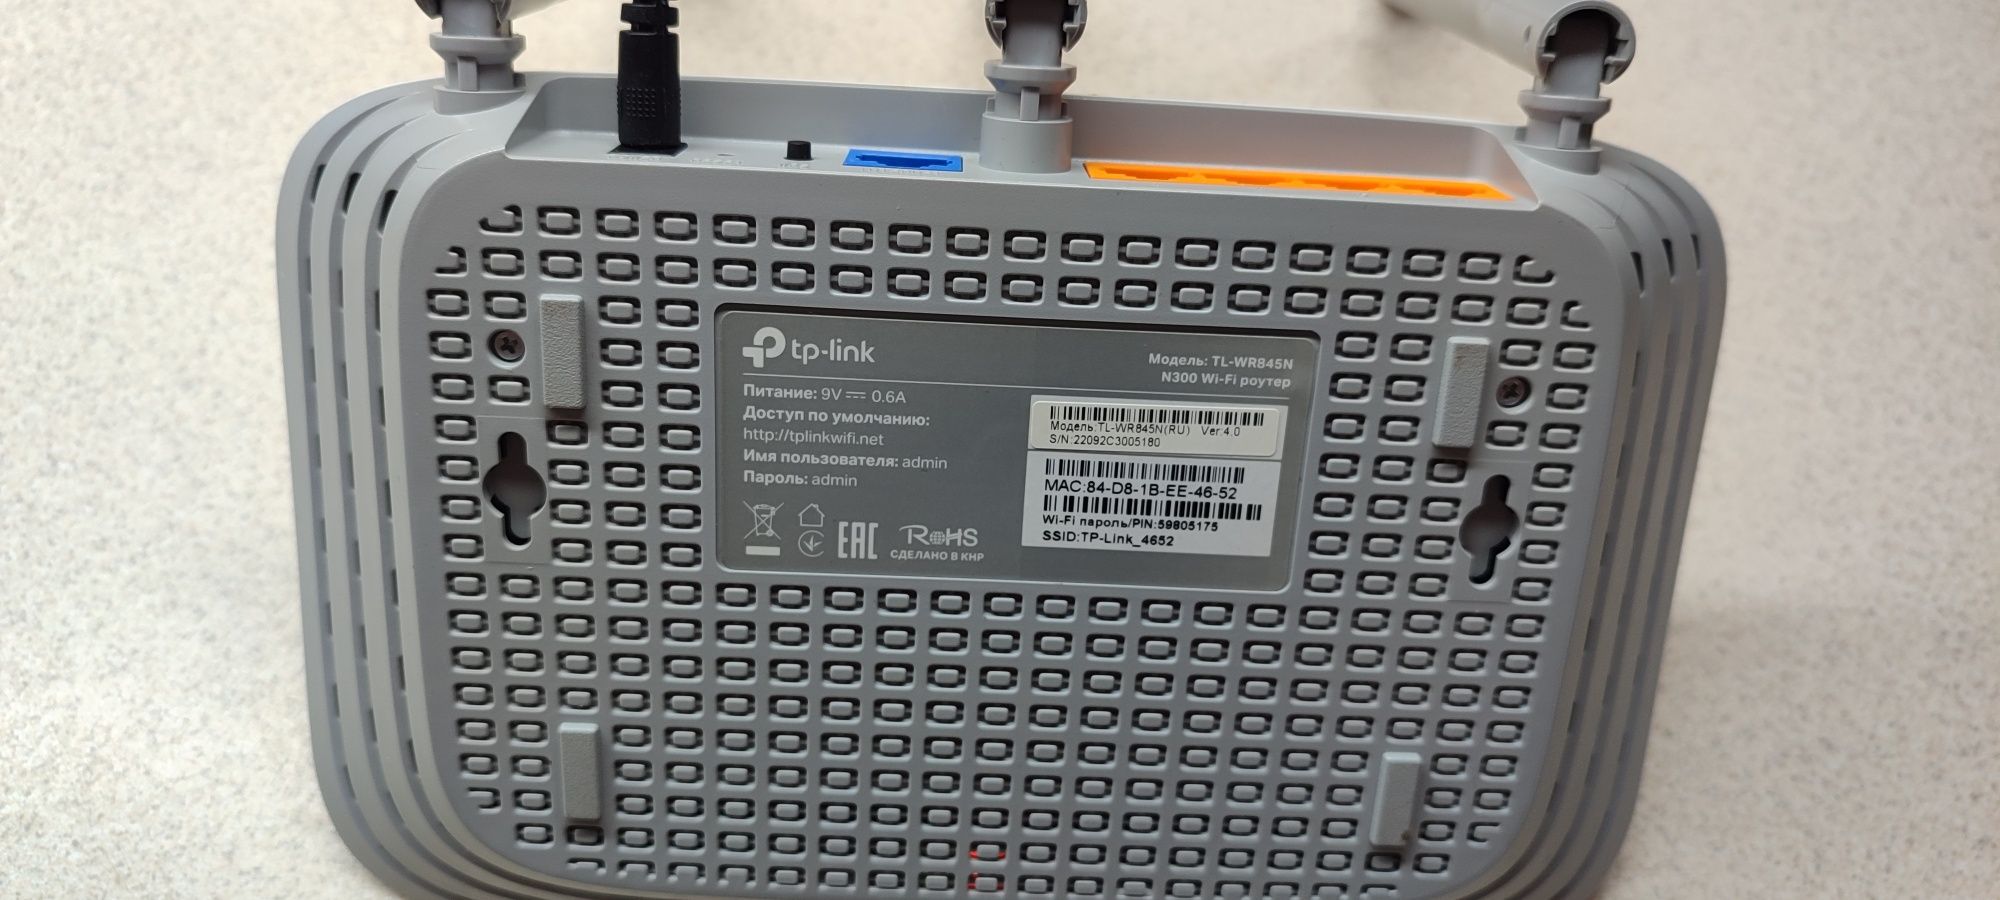 tp-link
Модель: TL-WR845N
N300 Wi-Fi роутер
Питание: 9V 0.6A
Доступ по умолчанию:
http://tplinkwifi.net
Имя пользователя: admin
Пароль: admin
EAC
RoHS
СДЕЛАНО В КНР
Модель:TL-WR845N(RU) Ver:4.0
S/N:22092C3005180
MAC:84-D8-1B-EE-46-52
Wi-Fi пароль/PIN:59805175
SSID:TP-Link_4652